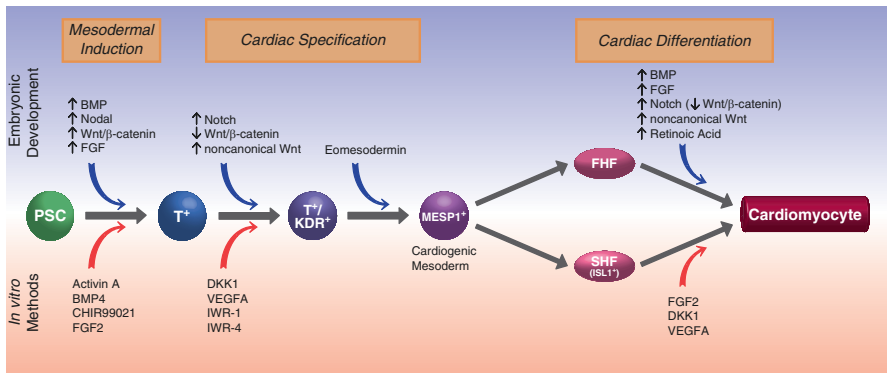 Mesodermal
Induction
Cardiac Specification
Cardiac Differentiation
Embryonic
Development
↑ BMP
↑ Nodal
↑ Wnt/β-catenin
↑ FGF
↑ Notch
↓ Wnt/β-catenin
↑ noncanonical Wnt
Eomesodermin
↑ BMP
↑ FGF
↑ Notch (↓ Wnt/β-catenin)
↑ noncanonical Wnt
↑ Retinoic Acid
PSC
T+
T+/
KDR+
MESP1+
Cardiogenic
Mesoderm
FHF
SHF
(ISL1+)
Cardiomyocyte
In vitro
Methods
Activin A
BMP4
CHIR99021
FGF2
DKK1
VEGFA
IWR-1
IWR-4
FGF2
DKK1
VEGFA